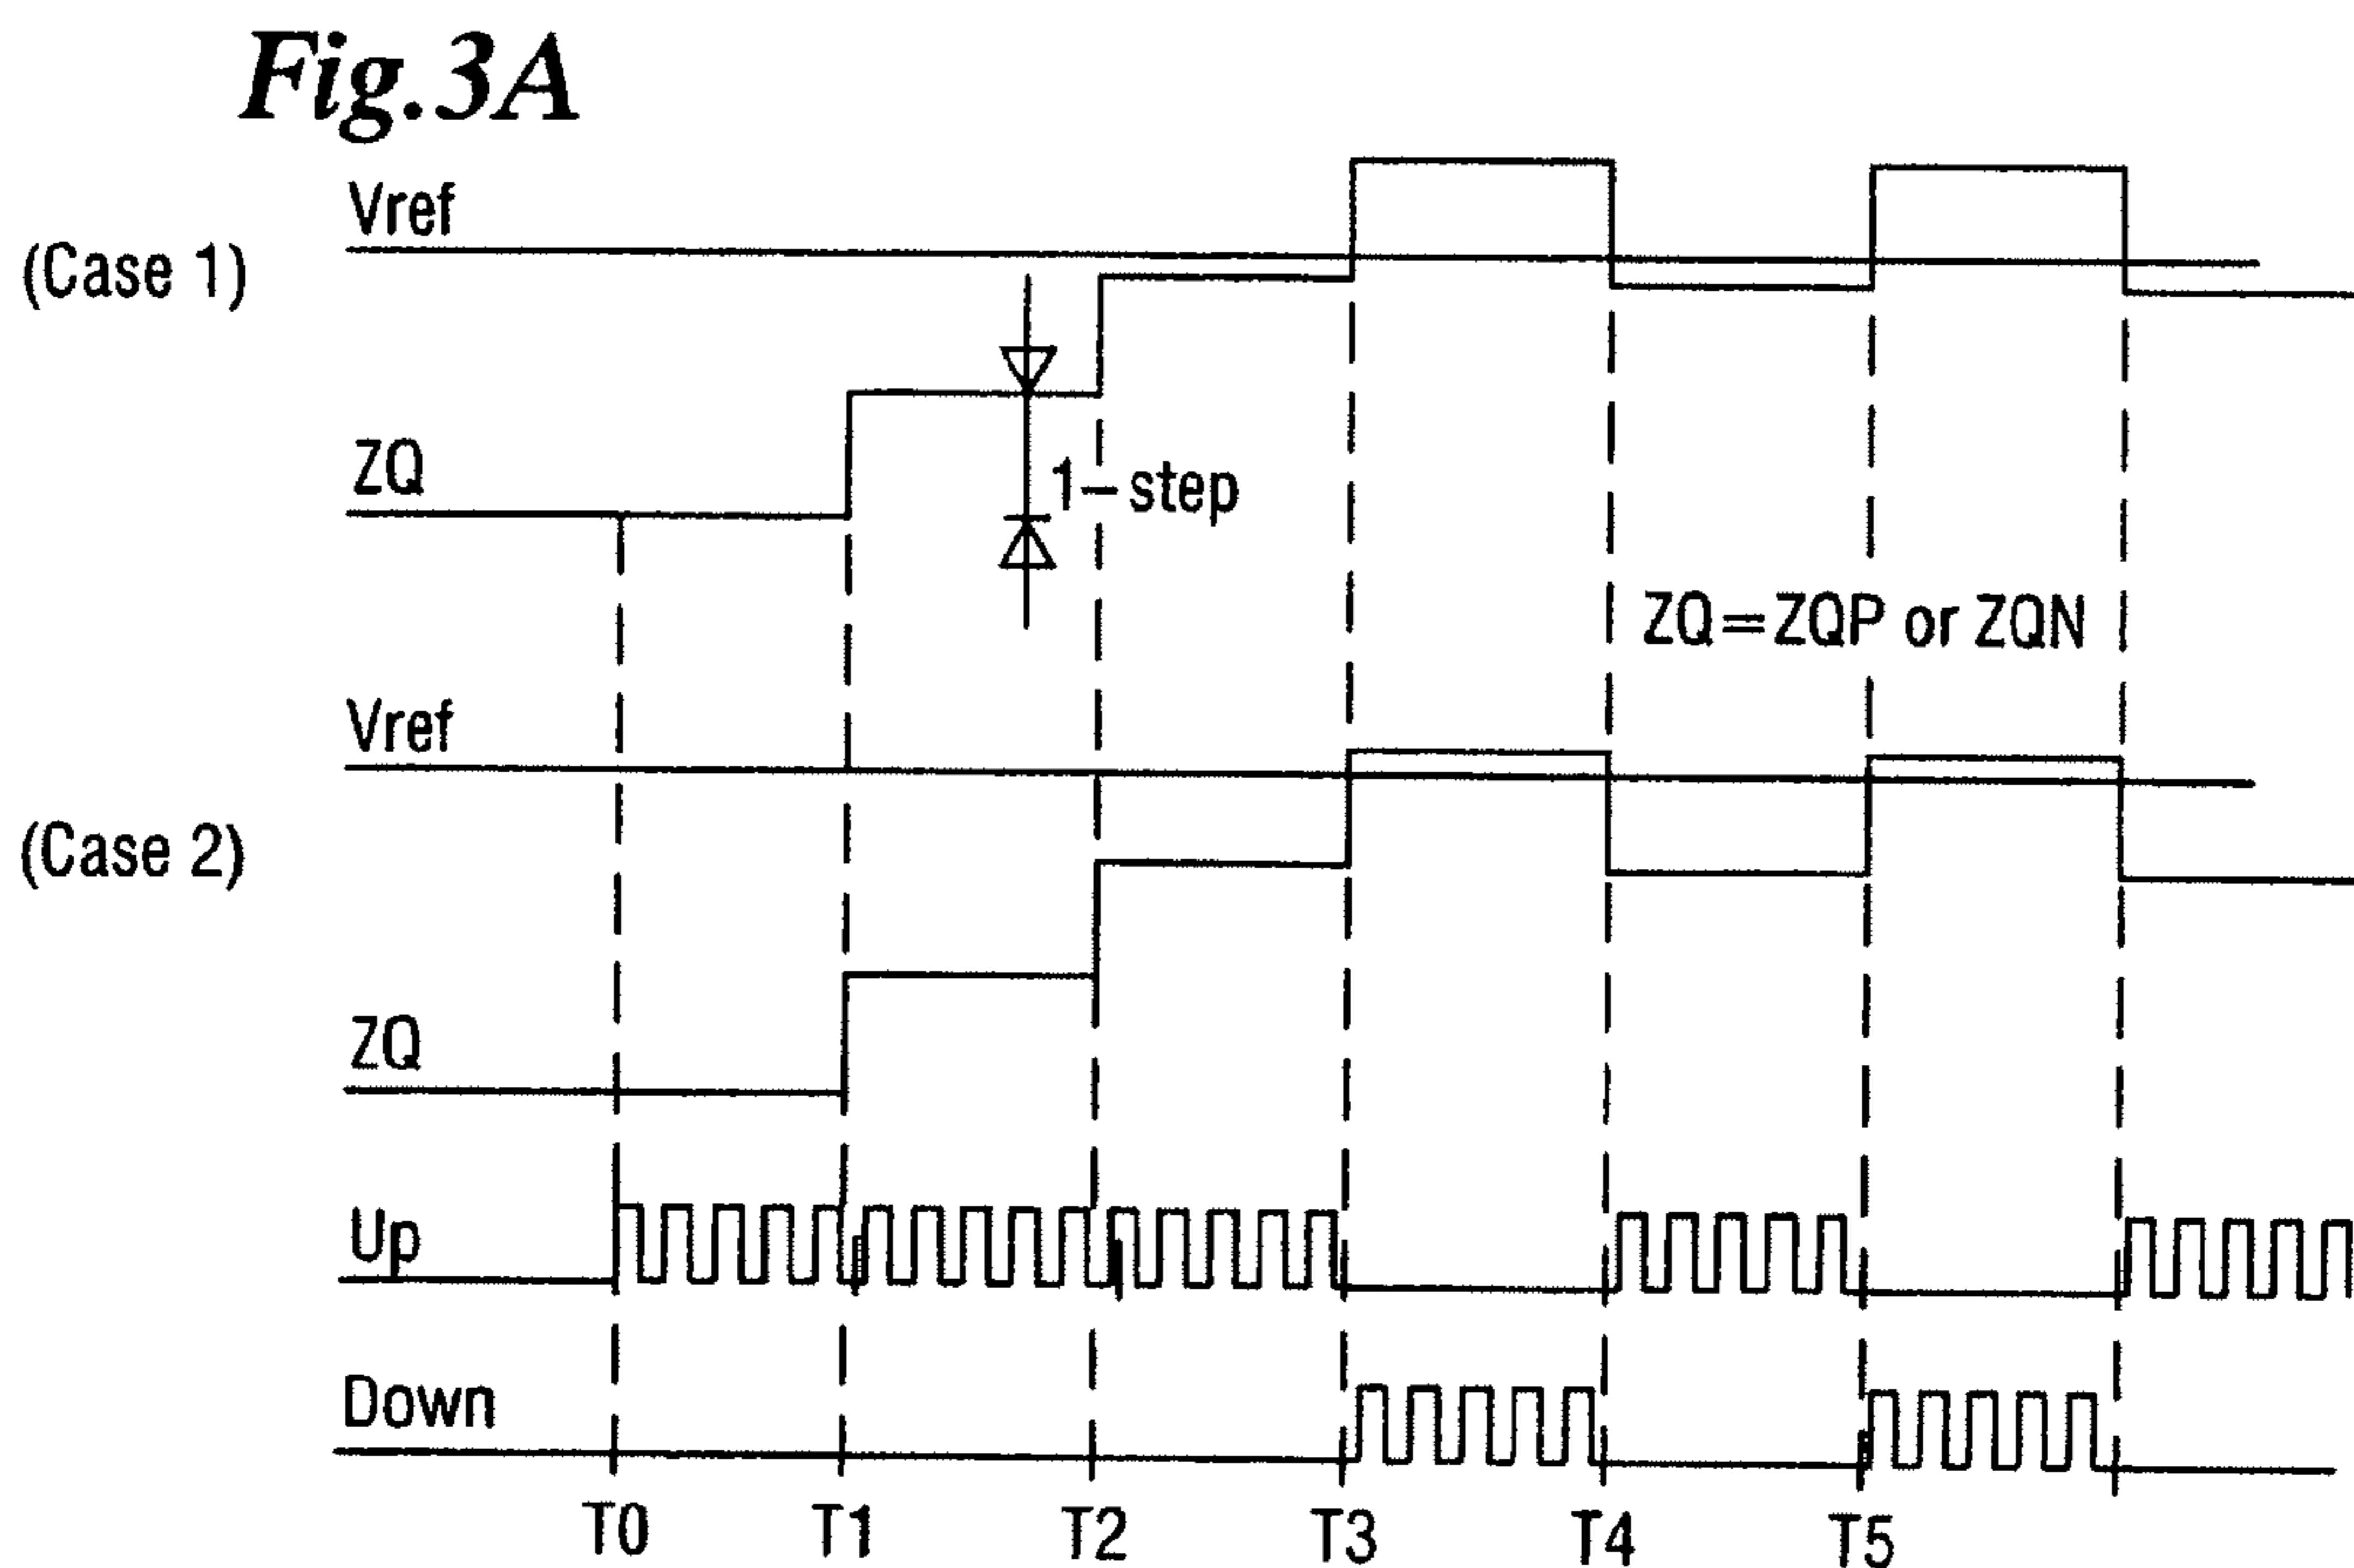 Fig.3A
Vref
(Case 1)
ZQ
1-step
ZQ=ZQP or ZQN
Vref
(Case 2)
ZQ
Up
Down
T0 T1 T2 T3 T4 T5